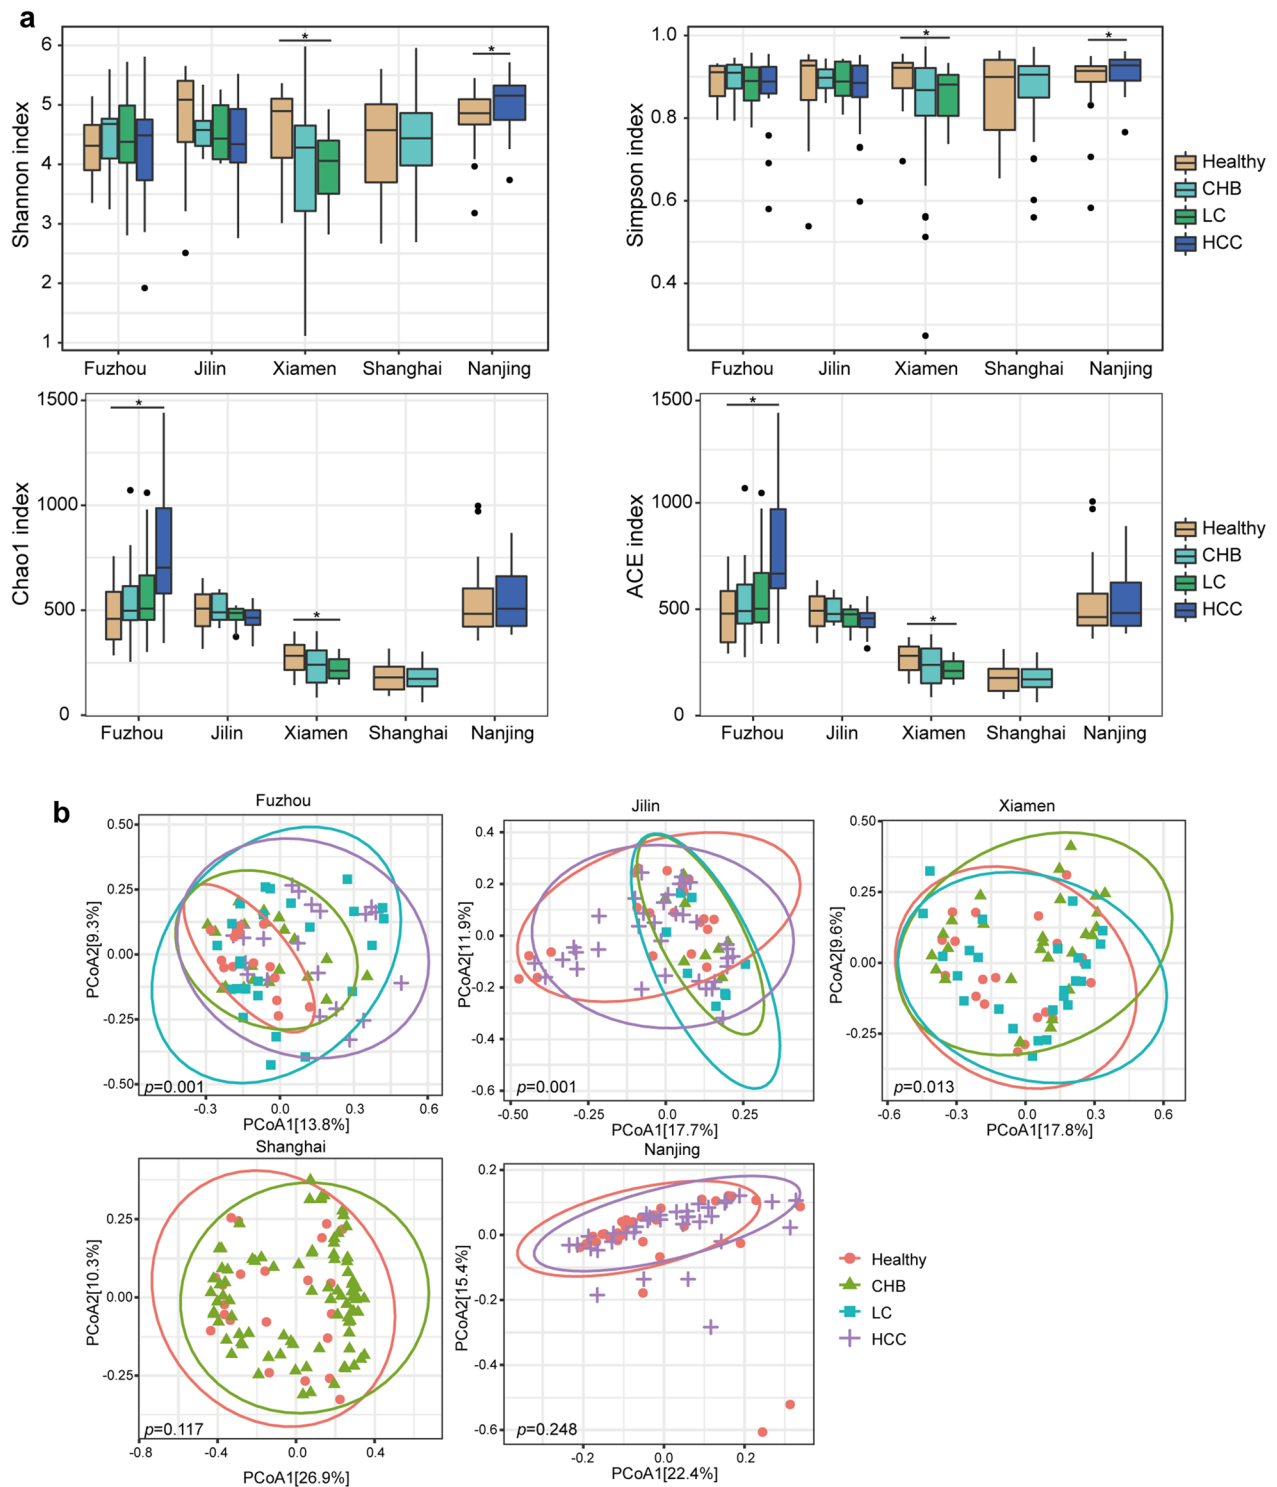 a
Shannon index
6
5
4
3
2
1
*
*
Fuzhou Jilin Xiamen Shanghai Nanjing
Simpson index
1.0
0.8
0.6
0.4
*
*
Fuzhou Jilin Xiamen Shanghai Nanjing
Healthy
CHB
LC
HCC
Chao1 index
1500
1000
500
0
*
*
Fuzhou Jilin Xiamen Shanghai Nanjing
ACE index
1500
1000
500
0
*
*
Fuzhou Jilin Xiamen Shanghai Nanjing
Healthy
CHB
LC
HCC
b
Fuzhou
PCoA2[9.3%]
0.50
0.25
0.00
-0.25
-0.50
p=0.001
-0.3 0.0 0.3 0.6
PCoA1[13.8%]
Jilin
PCoA2[11.9%]
0.4
0.2
0.0
-0.2
-0.4
-0.6
p=0.001
-0.50 -0.25 0.0 0.25
PCoA1[17.7%]
Xiamen
PCoA2[9.6%]
0.50
0.25
0.00
-0.25
p=0.013
-0.6 -0.3 0.0 0.3 0.6
PCoA1[17.8%]
Shanghai
PCoA2[10.3%]
0.25
0.00
-0.25
p=0.117
-0.8 -0.4 0.0 0.4
PCoA1[26.9%]
Nanjing
PCoA2[15.4%]
0.2
0.0
-0.2
-0.4
-0.6
p=0.248
-0.2 0.0 0.2
PCoA1[22.4%]
Healthy
CHB
LC
HCC